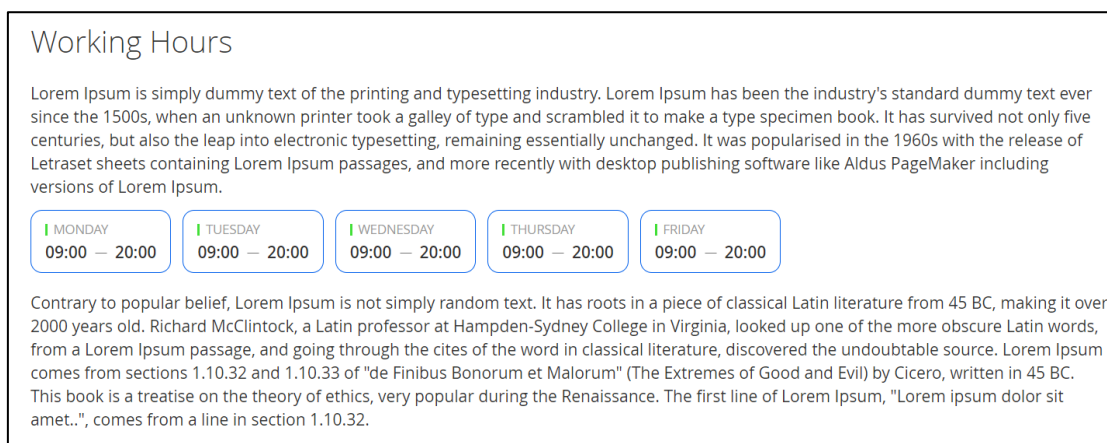 Working Hours
Lorem Ipsum is simply dummy text of the printing and typesetting industry. Lorem Ipsum has been the industry's standard dummy text ever
since the 1500s, when an unknown printer took a galley of type and scrambled it to make a type specimen book. It has survived not only five
centuries, but also the leap into electronic typesetting, remaining essentially unchanged. It was popularised in the 1960s with the release of
Letraset sheets containing Lorem Ipsum passages, and more recently with desktop publishing software like Aldus PageMaker including
versions of Lorem Ipsum.
MONDAY TUESDAY WEDNESDAY THURSDAY FRIDAY
09:00 — 20:00 09:00 — 20:00 09:00 — 20:00 09:00 — 20:00 09:00 — 20:00
Contrary to popular belief, Lorem Ipsum is not simply random text. It has roots in a piece of classical Latin literature from 45 BC, making it over
2000 years old. Richard McClintock, a Latin professor at Hampden-Sydney College in Virginia, looked up one of the more obscure Latin words,
from a Lorem Ipsum passage, and going through the cites of the word in classical literature, discovered the undoubtable source. Lorem Ipsum
comes from sections 1.10.32 and 1.10.33 of "de Finibus Bonorum et Malorum" (The Extremes of Good and Evil) by Cicero, written in 45 BC.
This book is a treatise on the theory of ethics, very popular during the Renaissance. The first line of Lorem Ipsum, "Lorem ipsum dolor sit
amet..", comes from a line in section 1.10.32.